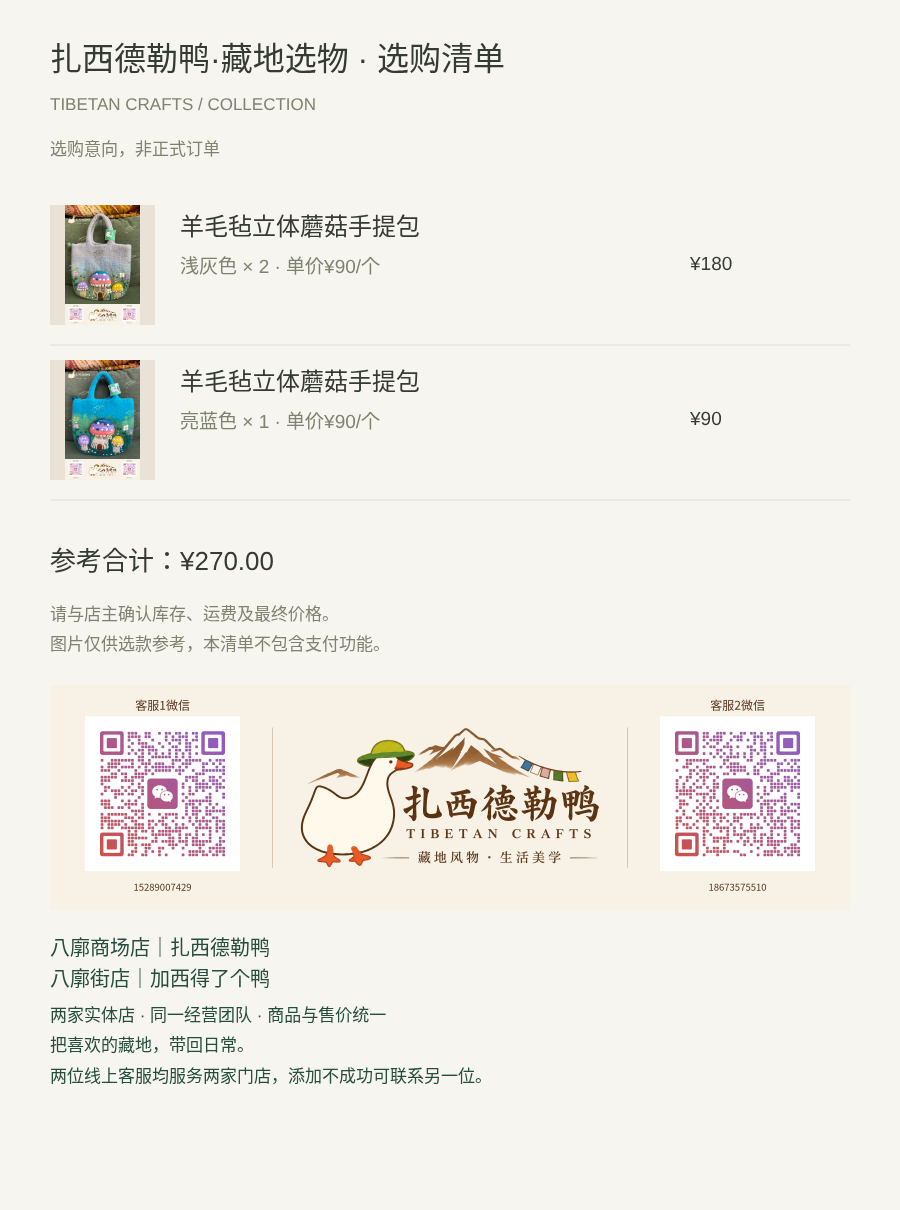 扎西德勒鸭·藏地选物 · 选购清单
TIBETAN CRAFTS / COLLECTION
选购意向，非正式订单
羊毛毡立体蘑菇手提包
浅灰色 × 2 · 单价¥90/个
¥180
羊毛毡立体蘑菇手提包
亮蓝色 × 1 · 单价¥90/个
¥90
参考合计：¥270.00
请与店主确认库存、运费及最终价格。
图片仅供选款参考，本清单不包含支付功能。
客服1微信
15289007429
扎西德勒鸭
TIBETAN CRAFTS
藏地风物 · 生活美学
客服2微信
18673575510
八廓商场店｜扎西德勒鸭
八廓街店｜加西得了个鸭
两家实体店 · 同一经营团队 · 商品与售价统一
把喜欢的藏地，带回日常。
两位线上客服均服务两家门店，添加不成功可联系另一位。